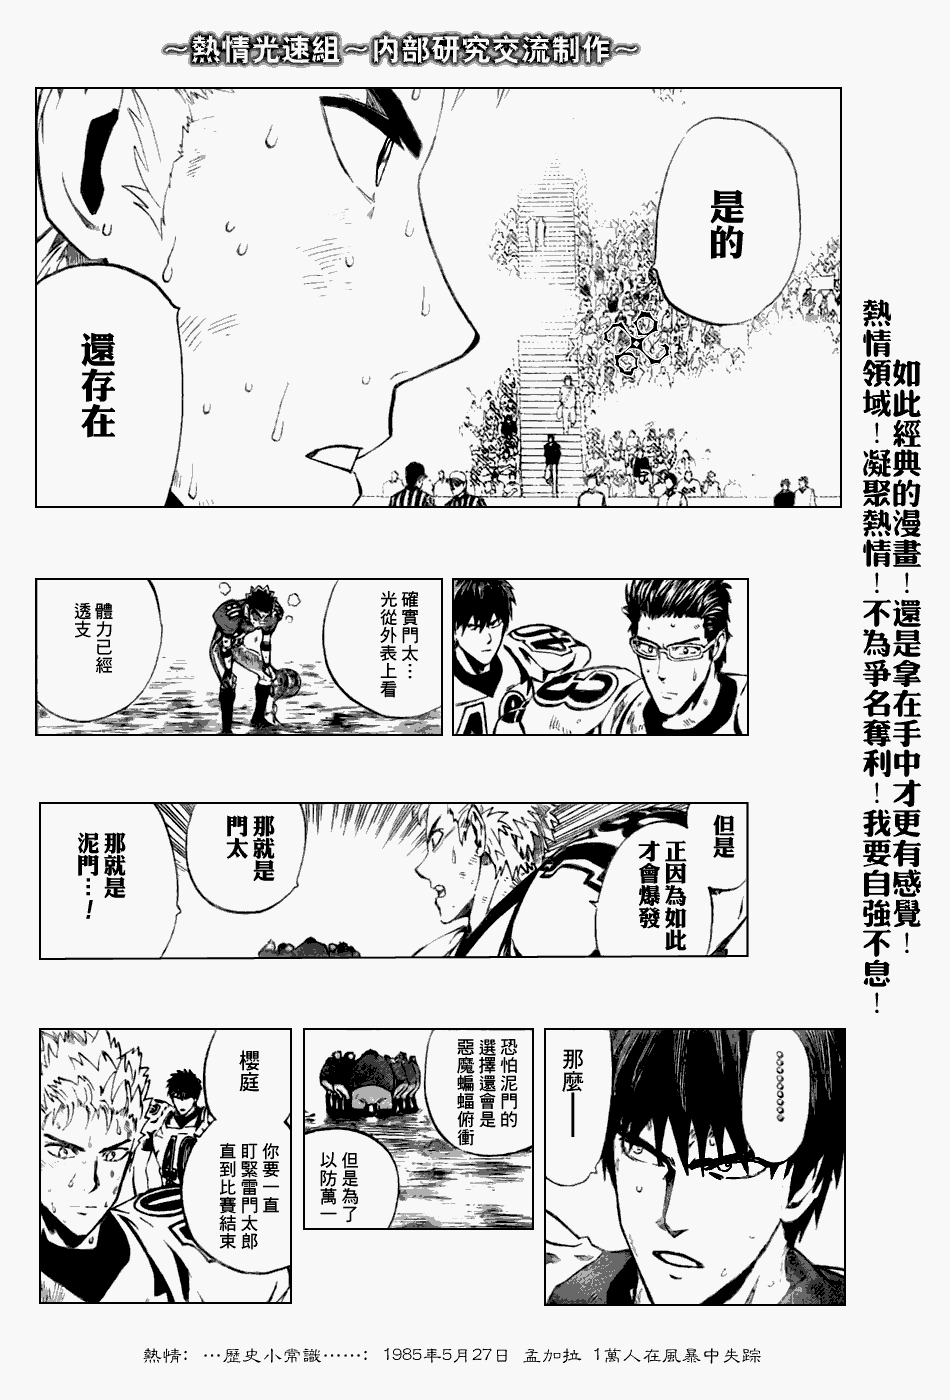 ～熱情光速組～內部研究交流制作～
是的
還存在
如此經典的漫畫！還是拿在手中才更有感覺！
熱情領域！凝聚熱情！不為爭名奪利！我要自強不息！
確實門太…
光從外表上看
體力已經
透支
但是
正因為如此
才會爆發
那就是
門太
那就是
泥門…！
………
那麼——
恐怕泥門的
選擇還會是
惡魔蝙蝠俯衝
但是為了
以防萬一
櫻庭
你要一直
盯緊雷門太郎
直到比賽結束
熱情：…歷史小常識……：1985年5月27日 孟加拉 1萬人在風暴中失踪